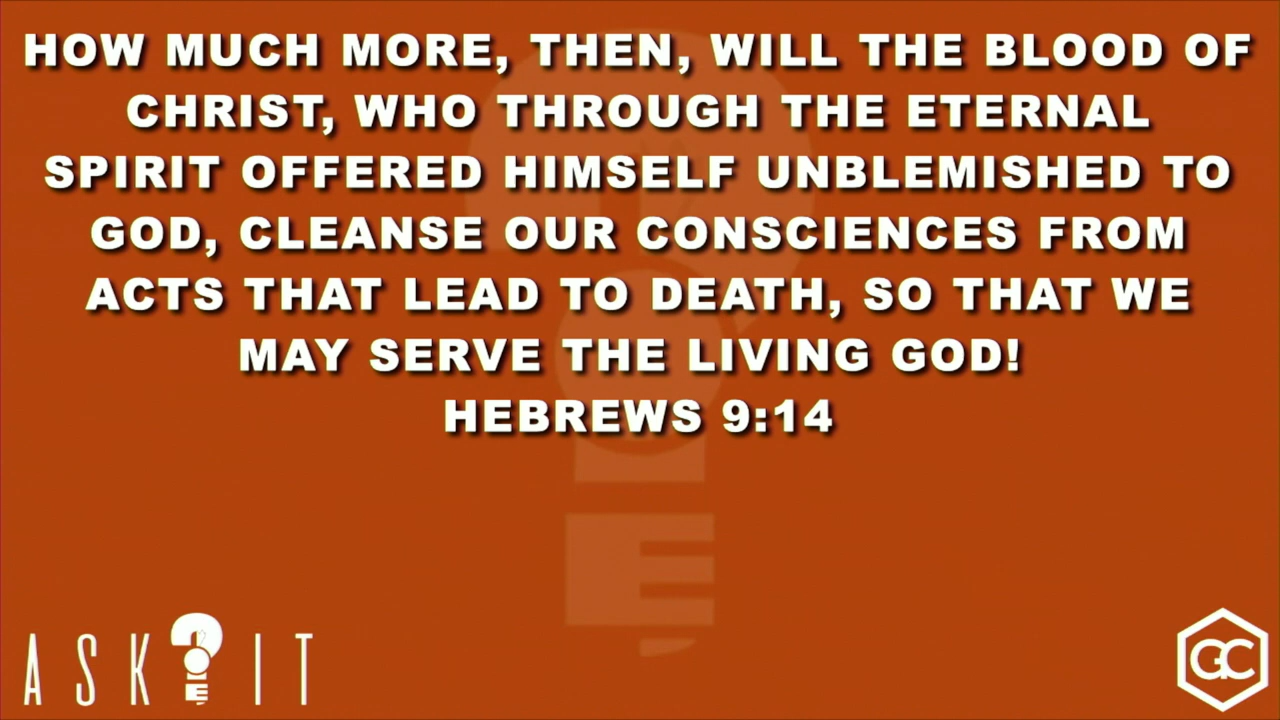 HOW MUCH MORE, THEN, WILL THE BLOOD OF
CHRIST, WHO THROUGH THE ETERNAL
SPIRIT OFFERED HIMSELF UNBLEMISHED TO
GOD, CLEANSE OUR CONSCIENCES FROM
ACTS THAT LEAD TO DEATH, SO THAT WE
MAY SERVE THE LIVING GOD!
HEBREWS 9:14
ASK ? IT
GC